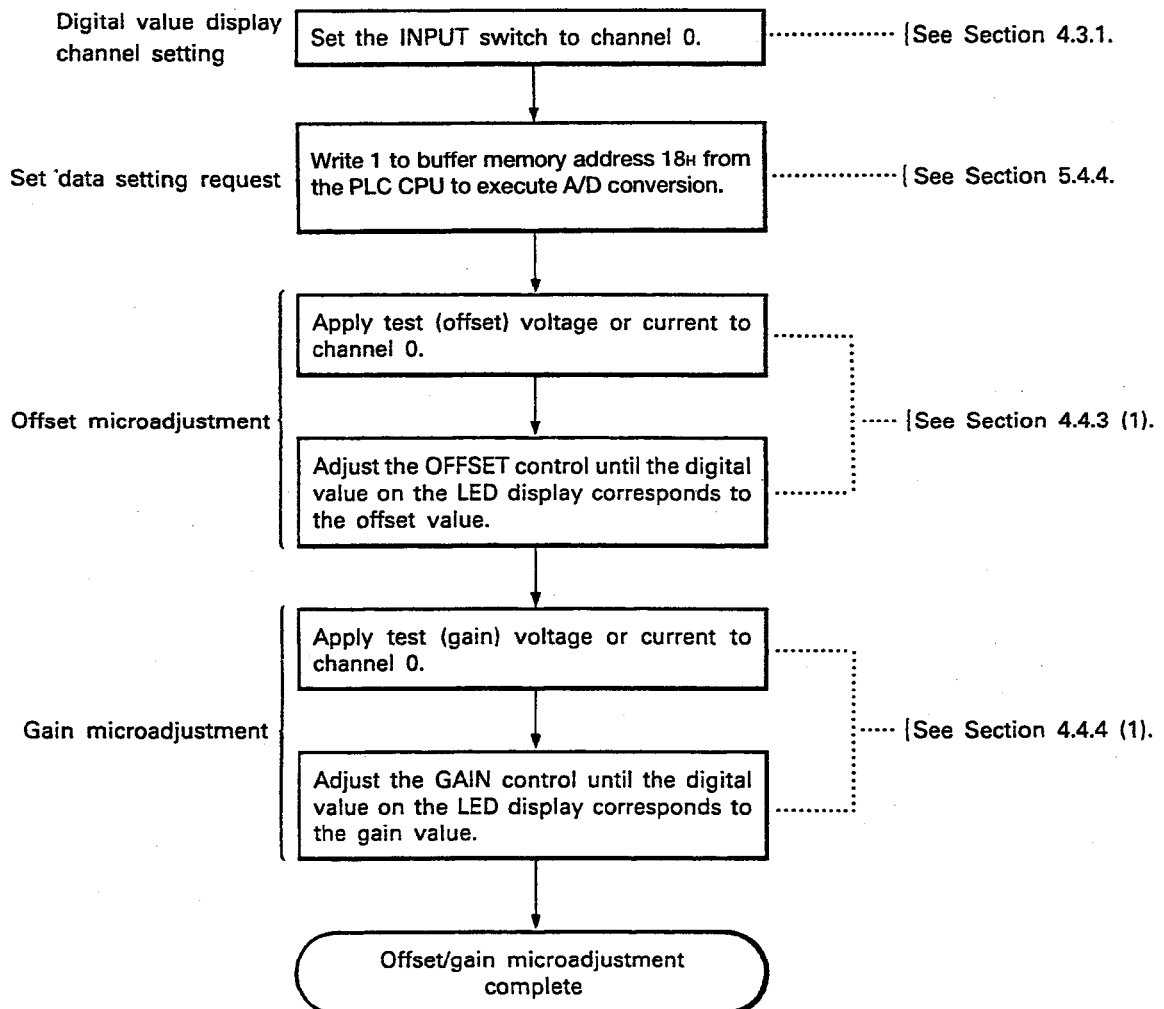 Digital value display
channel setting
Set the INPUT switch to channel 0.
See Section 4.3.1.
Set data setting request
Write 1 to buffer memory address 18H from
the PLC CPU to execute A/D conversion.
See Section 5.4.4.
Offset microadjustment
Apply test (offset) voltage or current to
channel 0.
Adjust the OFFSET control until the digital
value on the LED display corresponds to
the offset value.
See Section 4.4.3 (1).
Gain microadjustment
Apply test (gain) voltage or current to
channel 0.
Adjust the GAIN control until the digital
value on the LED display corresponds to
the gain value.
See Section 4.4.4 (1).
Offset/gain microadjustment
complete